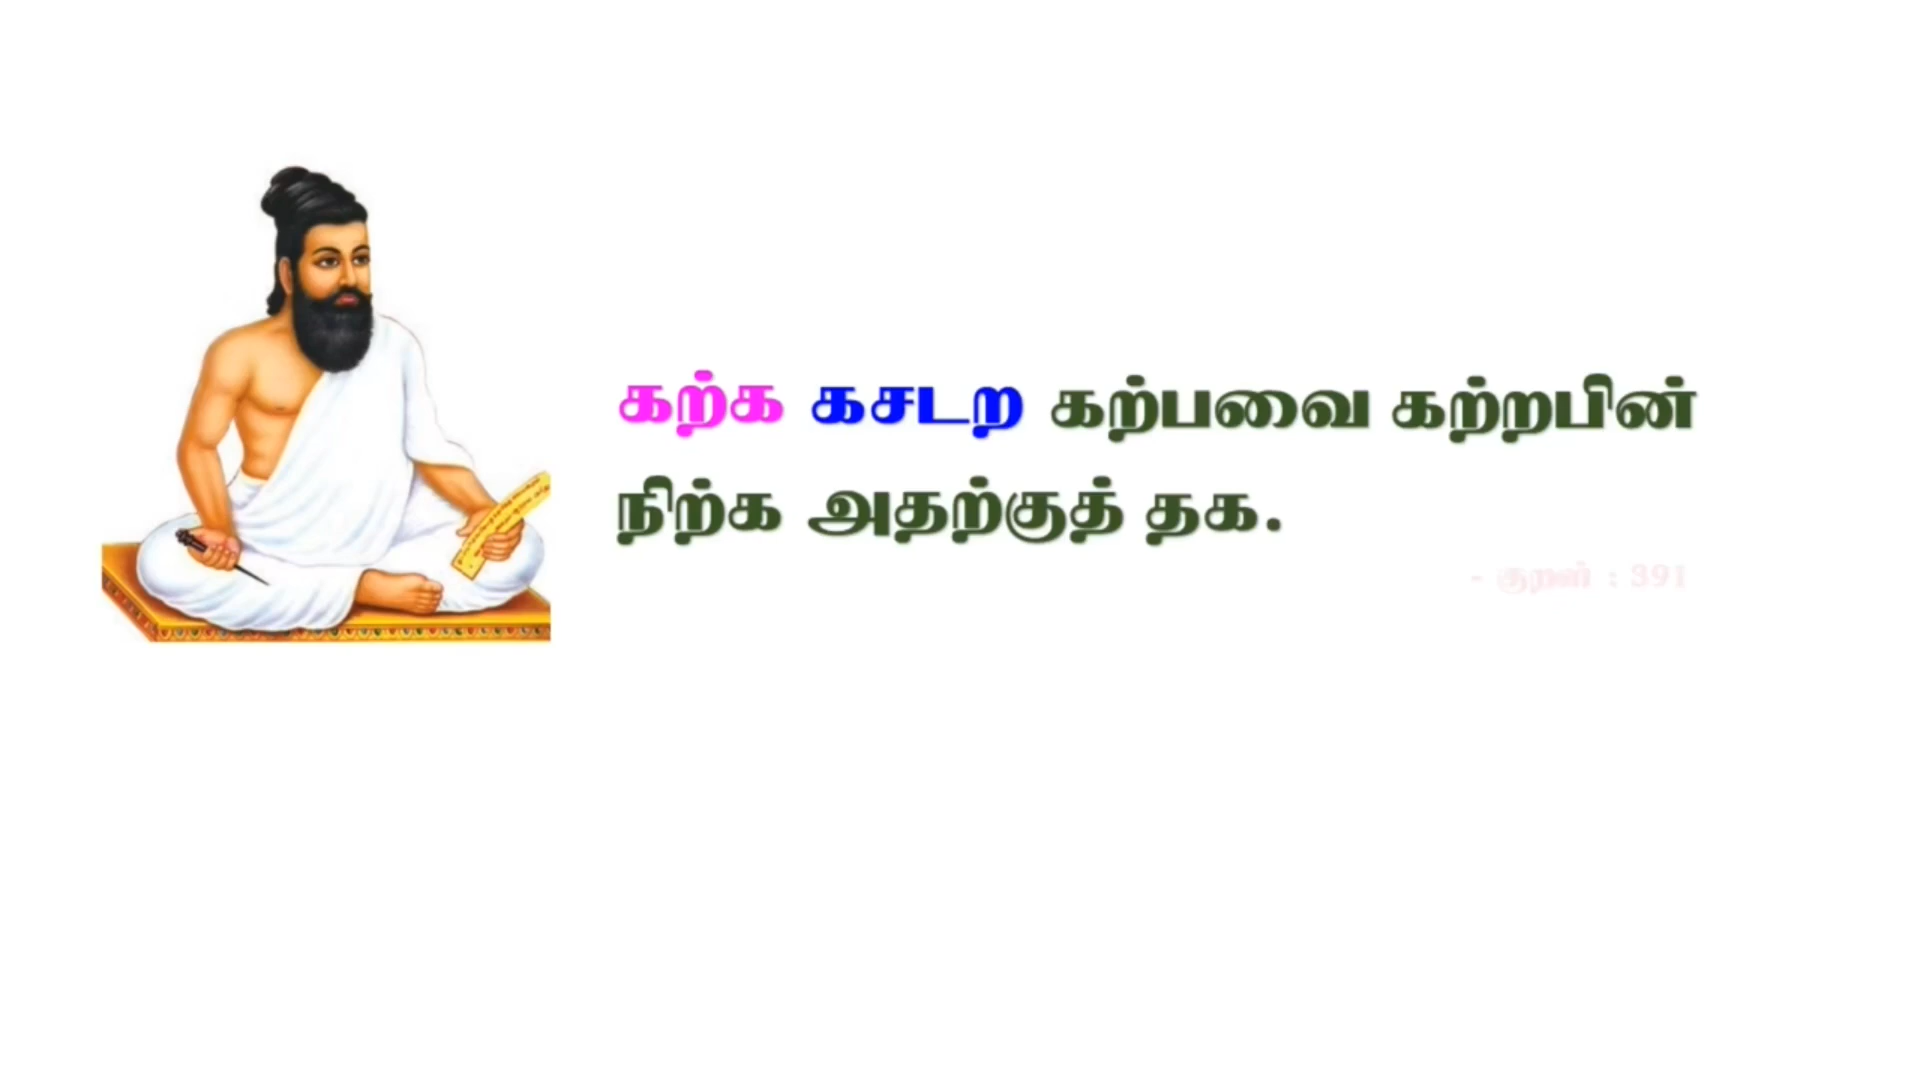 கற்க கசடற கற்பவை கற்றபின்
நிற்க அதற்குத் தக.
- குறள் : 391